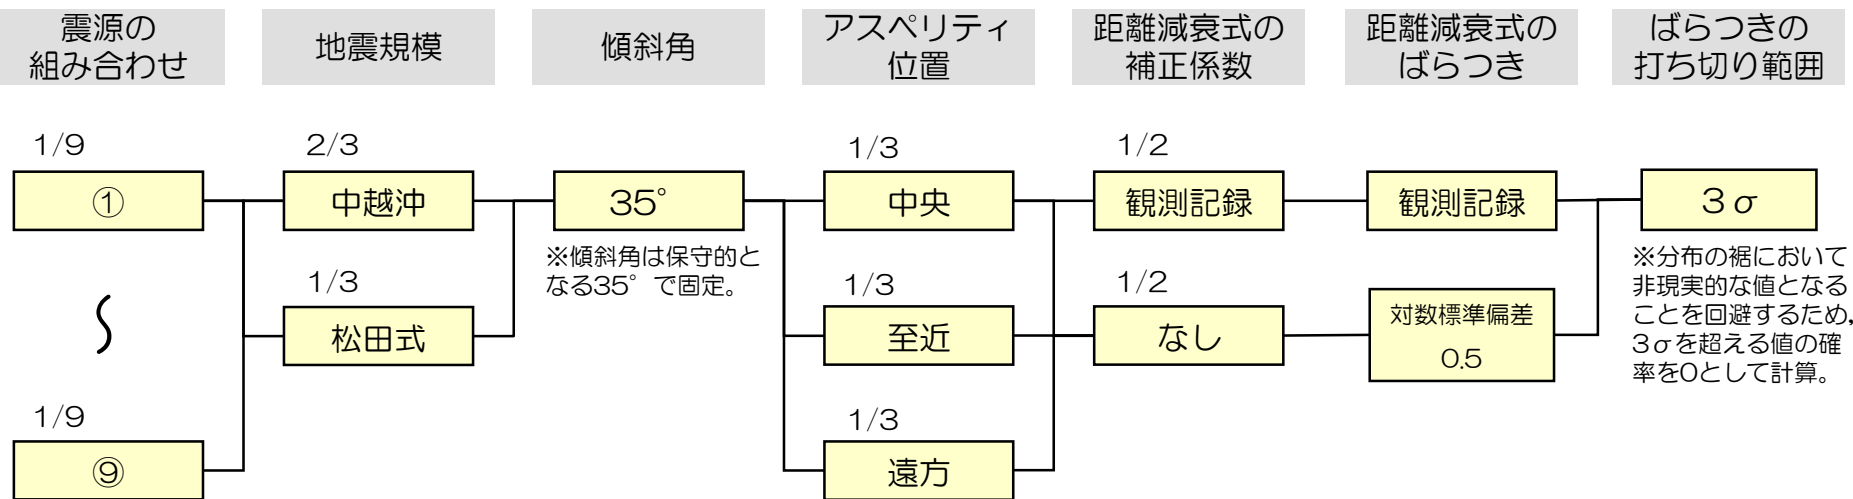 震源の
組み合わせ
地震規模
傾斜角
アスペリティ
位置
距離減衰式の
補正係数
距離減衰式の
ばらつき
ばらつきの
打ち切り範囲
1/9
①
〜
1/9
⑨
2/3
中越沖
1/3
松田式
35°
※傾斜角は保守的と
なる35°で固定。
1/3
中央
1/3
至近
1/3
遠方
1/2
観測記録
1/2
なし
観測記録
対数標準偏差
0.5
3σ
※分布の裾において
非現実的な値となる
ことを回避するため,
3σを超える値の確
率を0として計算。